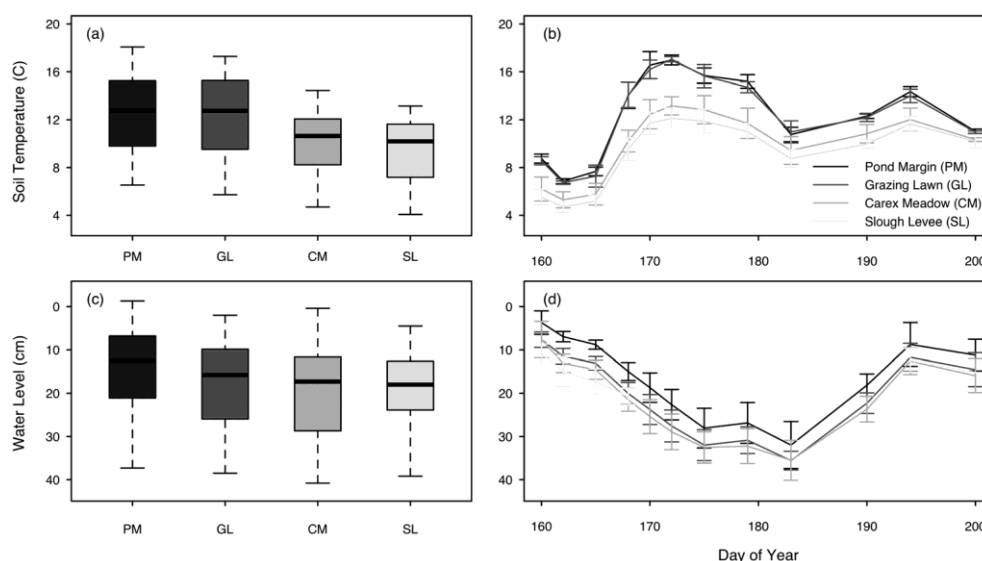 (a)
Soil Temperature (C)
20
16
12
8
4
PM
GL
CM
SL
(b)
20
16
12
8
4
Pond Margin (PM)
Grazing Lawn (GL)
Carex Meadow (CM)
Slough Levee (SL)
160
170
180
190
200
(c)
Water Level (cm)
0
10
20
30
40
PM
GL
CM
SL
(d)
0
10
20
30
40
160
170
180
190
200
Day of Year